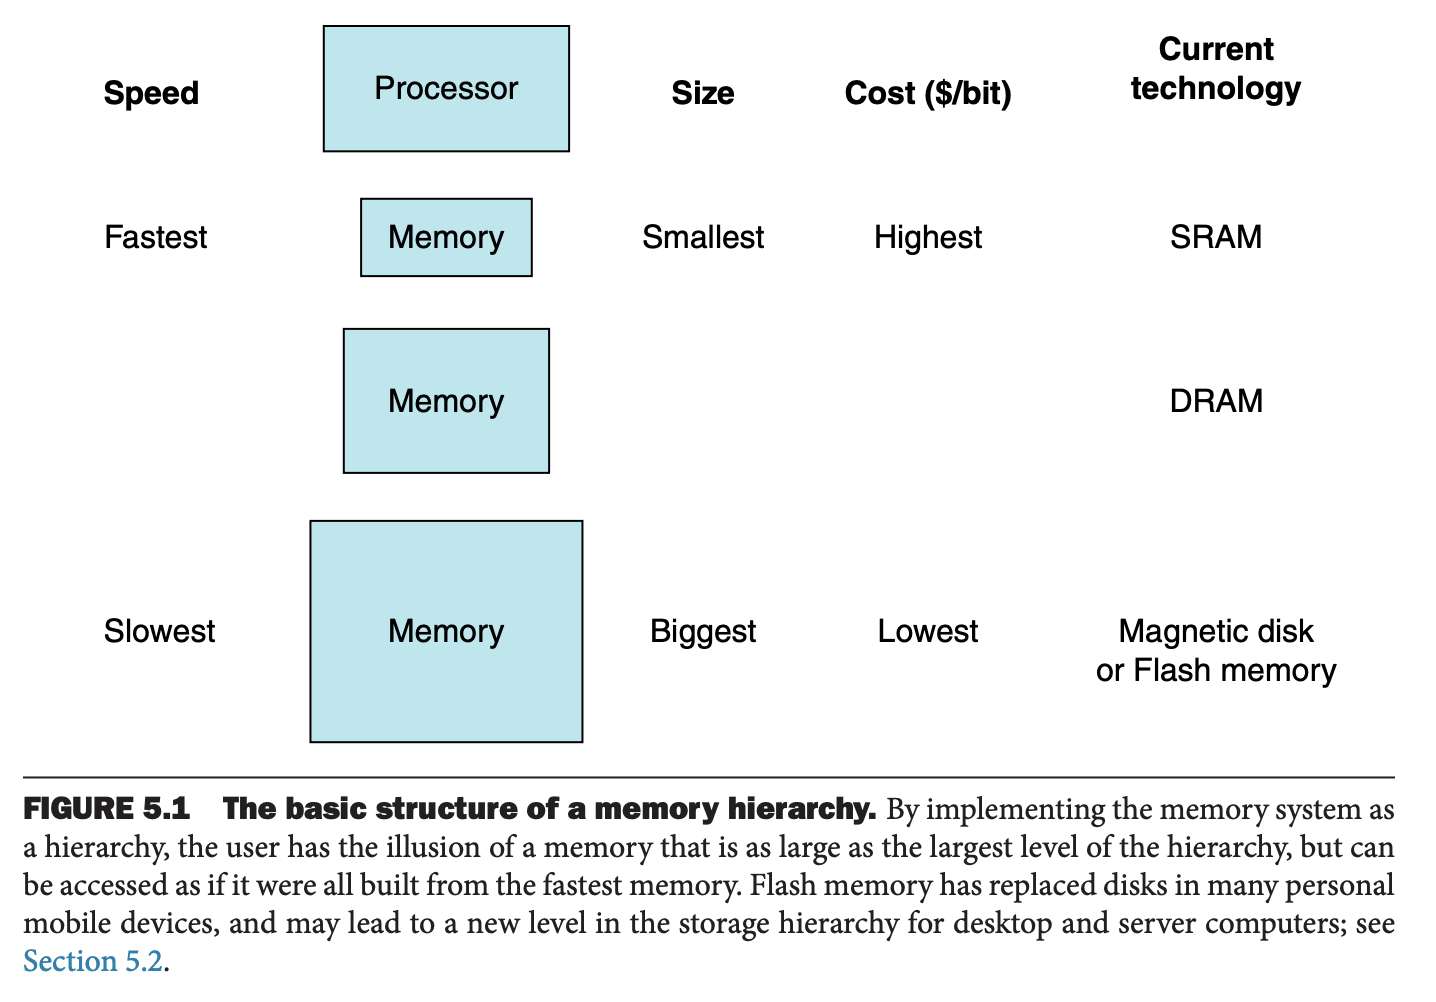 Speed Processor Size Cost ($/bit) Current
technology
Fastest Memory Smallest Highest SRAM
Memory DRAM
Slowest Memory Biggest Lowest Magnetic disk
or Flash memory
FIGURE 5.1 The basic structure of a memory hierarchy. By implementing the memory system as
a hierarchy, the user has the illusion of a memory that is as large as the largest level of the hierarchy, but can
be accessed as if it were all built from the fastest memory. Flash memory has replaced disks in many personal
mobile devices, and may lead to a new level in the storage hierarchy for desktop and server computers; see
Section 5.2.